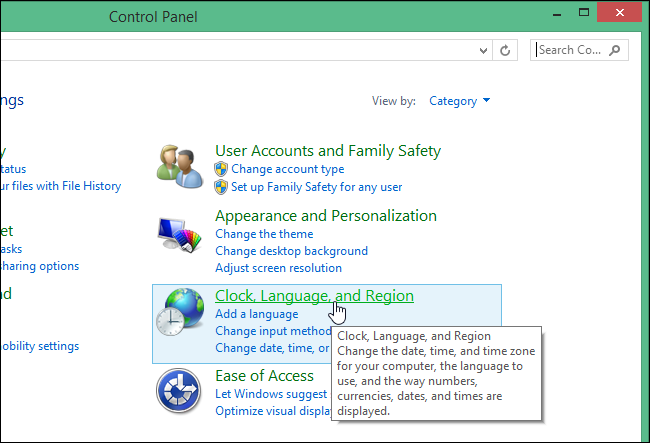 Control Panel
Search Co...
ngs
View by: Category
y
tatus
ur files with File History
et
asks
sharing options
nd
mobility settings
User Accounts and Family Safety
Change account type
Set up Family Safety for any user
Appearance and Personalization
Change the theme
Change desktop background
Adjust screen resolution
Clock, Language, and Region
Add a language
Change input method
Change date, time, or
Ease of Access
Let Windows suggest
Optimize visual displa
Clock, Language, and Region
Change the date, time, and time zone
for your computer, the language to
use, and the way numbers,
currencies, dates, and times are
displayed.